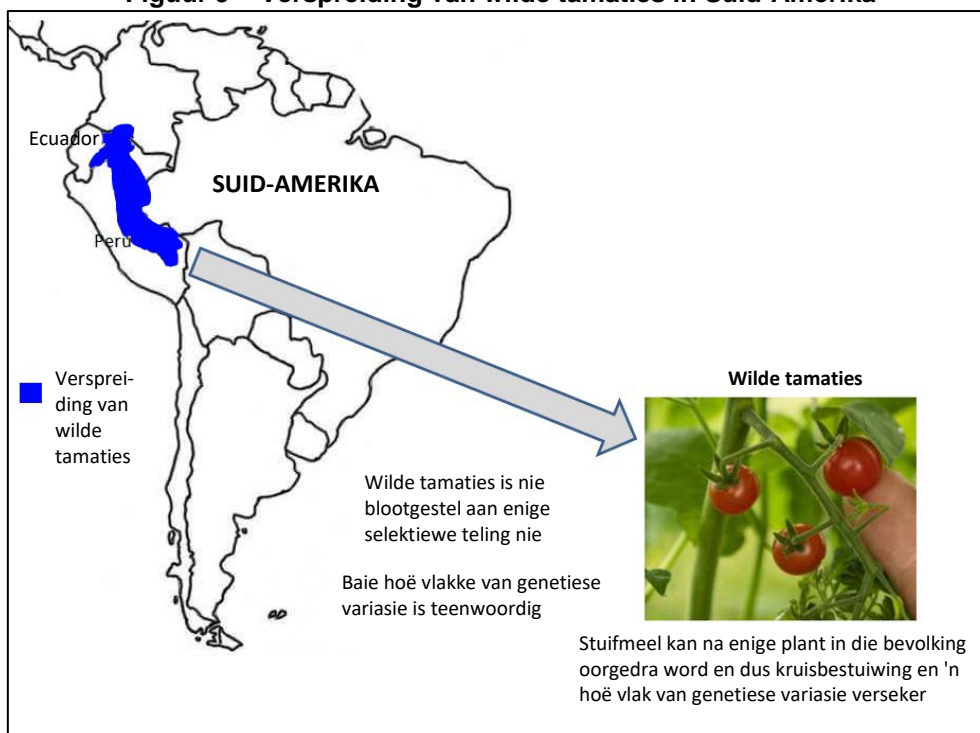 Figuur 3 – Verspreiding van wilde tamaties in Suid-Amerika
Ecuador
SUID-AMERIKA
Perú
Versprei-
ding van
wilde
tamaties
Wilde tamaties
Wilde tamaties is nie
blootgestel aan enige
selektiewe teling nie
Baie hoë vlakke van genetiese
variasie is teenwoordig
Stuifmeel kan na enige plant in die bevolking
oorgedra word en dus kruisbestuiwing en 'n
hoë vlak van genetiese variasie verseker